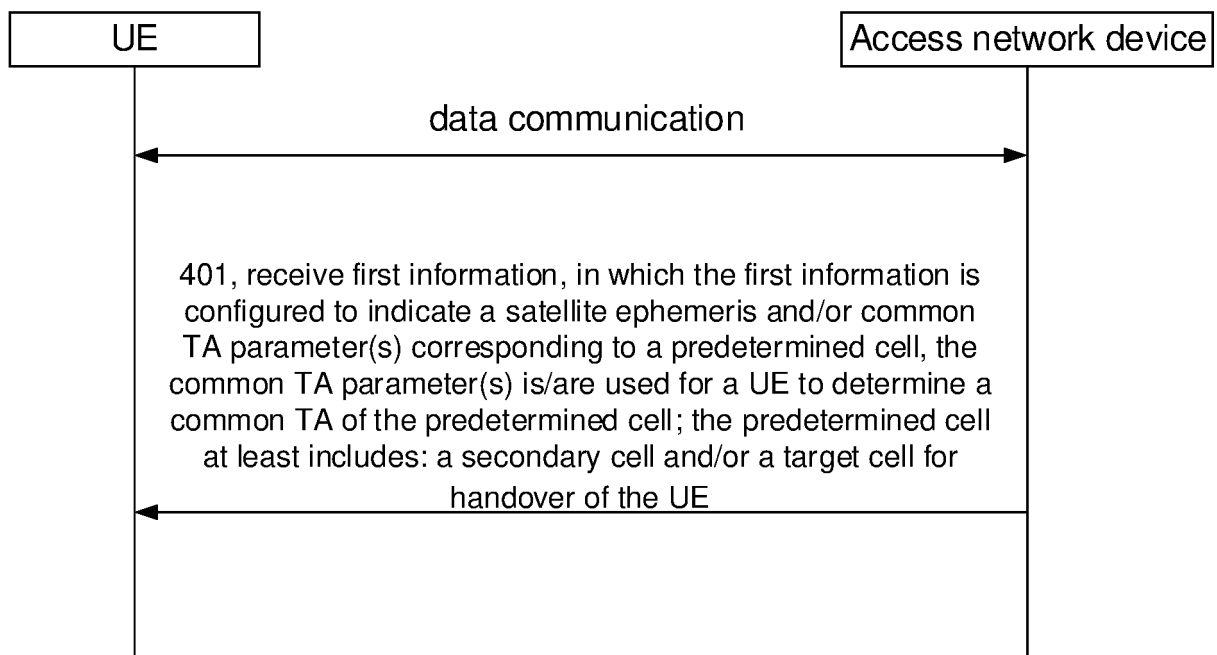 UE
Access network device
data communication
401, receive first information, in which the first information is
configured to indicate a satellite ephemeris and/or common
TA parameter(s) corresponding to a predetermined cell, the
common TA parameter(s) is/are used for a UE to determine a
common TA of the predetermined cell; the predetermined cell
at least includes: a secondary cell and/or a target cell for
handover of the UE